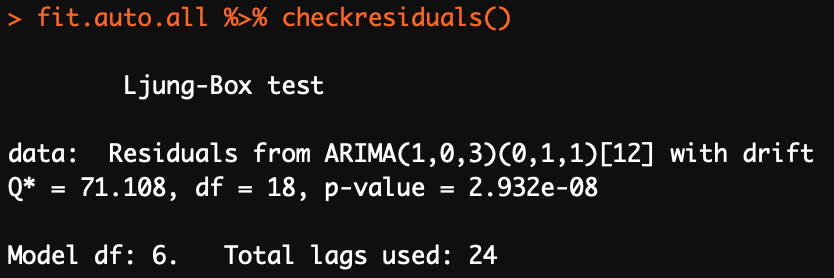 > fit.auto.all %>% checkresiduals()
Ljung-Box test
data:  Residuals from ARIMA(1,0,3)(0,1,1)[12] with drift
Q* = 71.108, df = 18, p-value = 2.932e-08
Model df: 6.   Total lags used: 24